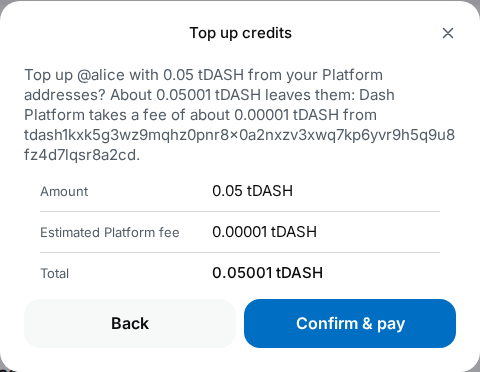 Top up credits
Top up @alice with 0.05 tDASH from your Platform
addresses? About 0.05001 tDASH leaves them: Dash
Platform takes a fee of about 0.00001 tDASH from
tdash1kxk5g3wz9mqhz0pnr8×0a2nxzv3xwq7kp6yvr9h5q9u8
fz4d7lqsr8a2cd.
Amount 0.05 tDASH
Estimated Platform fee 0.00001 tDASH
Total 0.05001 tDASH
Back Confirm & pay